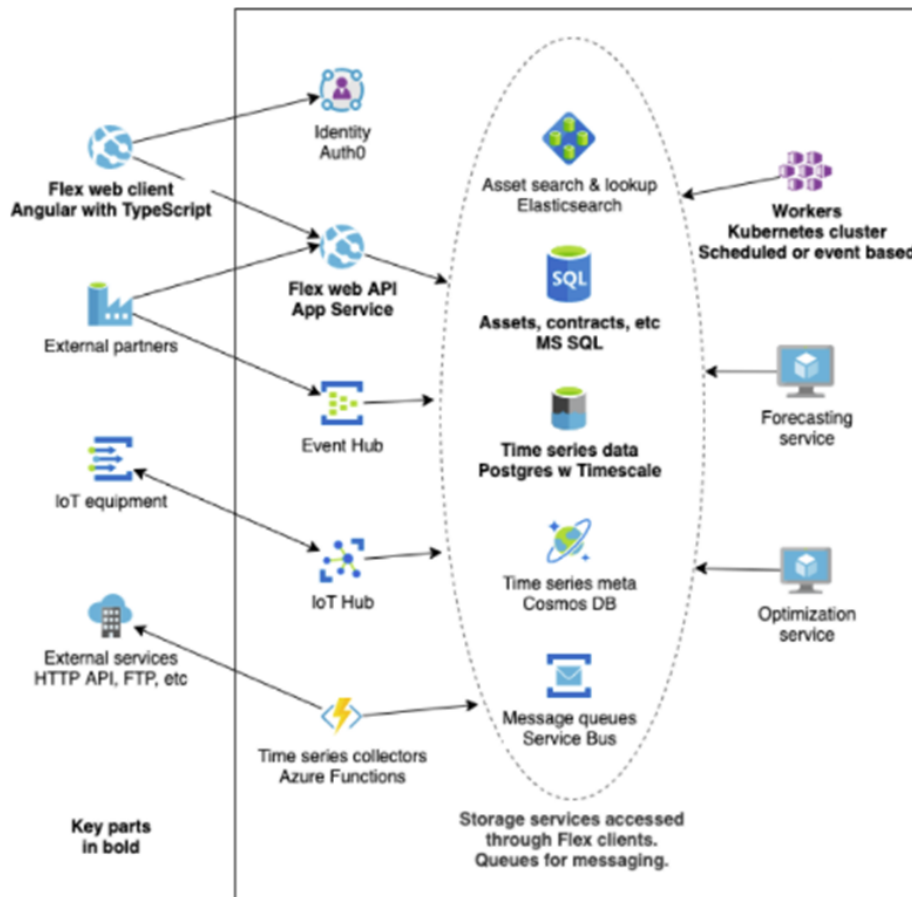 Identity
Auth0
Flex web client
Angular with TypeScript
Asset search & lookup
Elasticsearch
Workers
Kubernetes cluster
Scheduled or event based
Flex web API
App Service
SQL
Assets, contracts, etc
MS SQL
External partners
Event Hub
Time series data
Postgres w Timescale
Forecasting
service
IoT equipment
IoT Hub
Time series meta
Cosmos DB
Optimization
service
External services
HTTP API, FTP, etc
Message queues
Service Bus
Time series collectors
Azure Functions
Key parts
in bold
Storage services accessed
through Flex clients.
Queues for messaging.